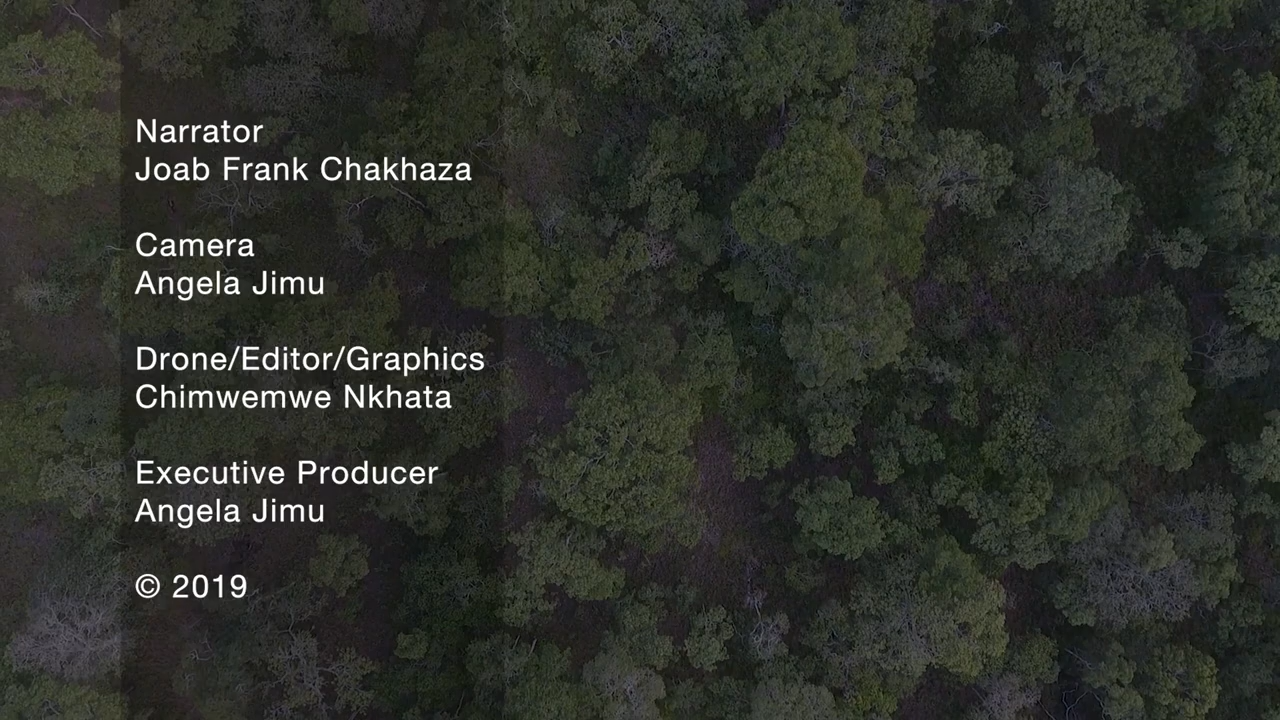 Narrator
Joab Frank Chakhaza
Camera
Angela Jimu
Drone/Editor/Graphics
Chimwemwe Nkhata
Executive Producer
Angela Jimu
© 2019